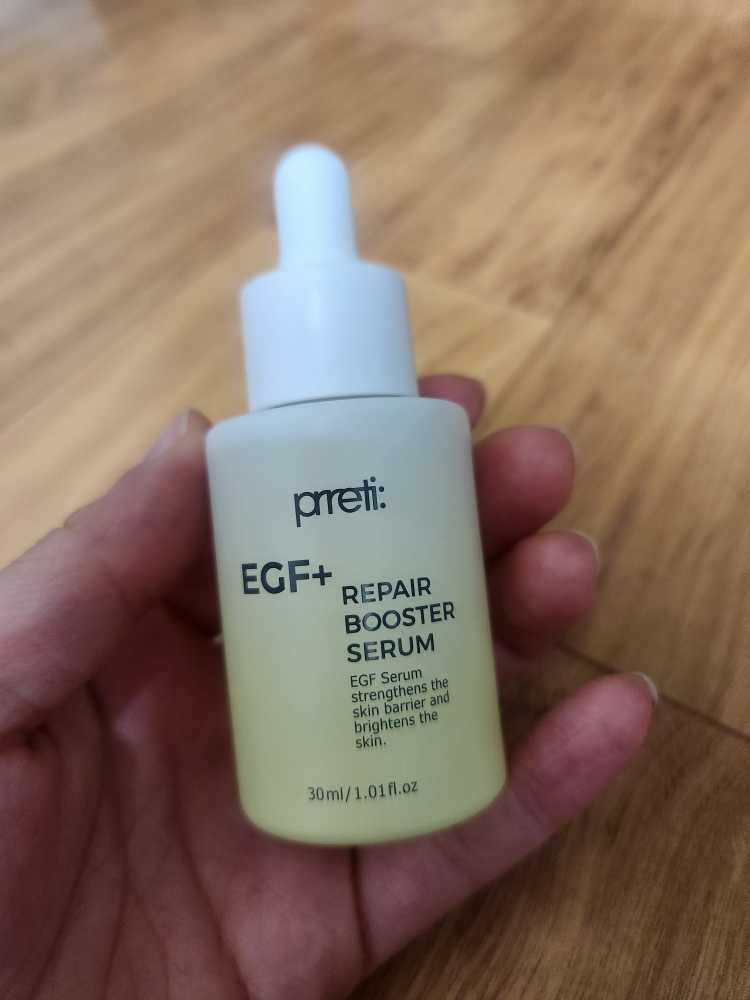 prreti:
EGF+
REPAIR
BOOSTER
SERUM
EGF Serum
strengthens the
skin barrier and
brightens the
skin.
30ml/1.01fl.oz